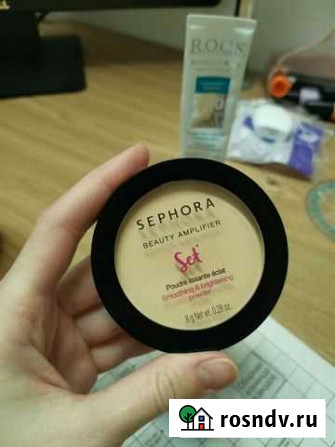 R.O.C.S
SEPHORA
BEAUTY AMPLIFIER
Set
Poudre lissante éclat
Smoothing & brightening
powder
8 g Net wt. 0.28 oz.
rosndv.ru